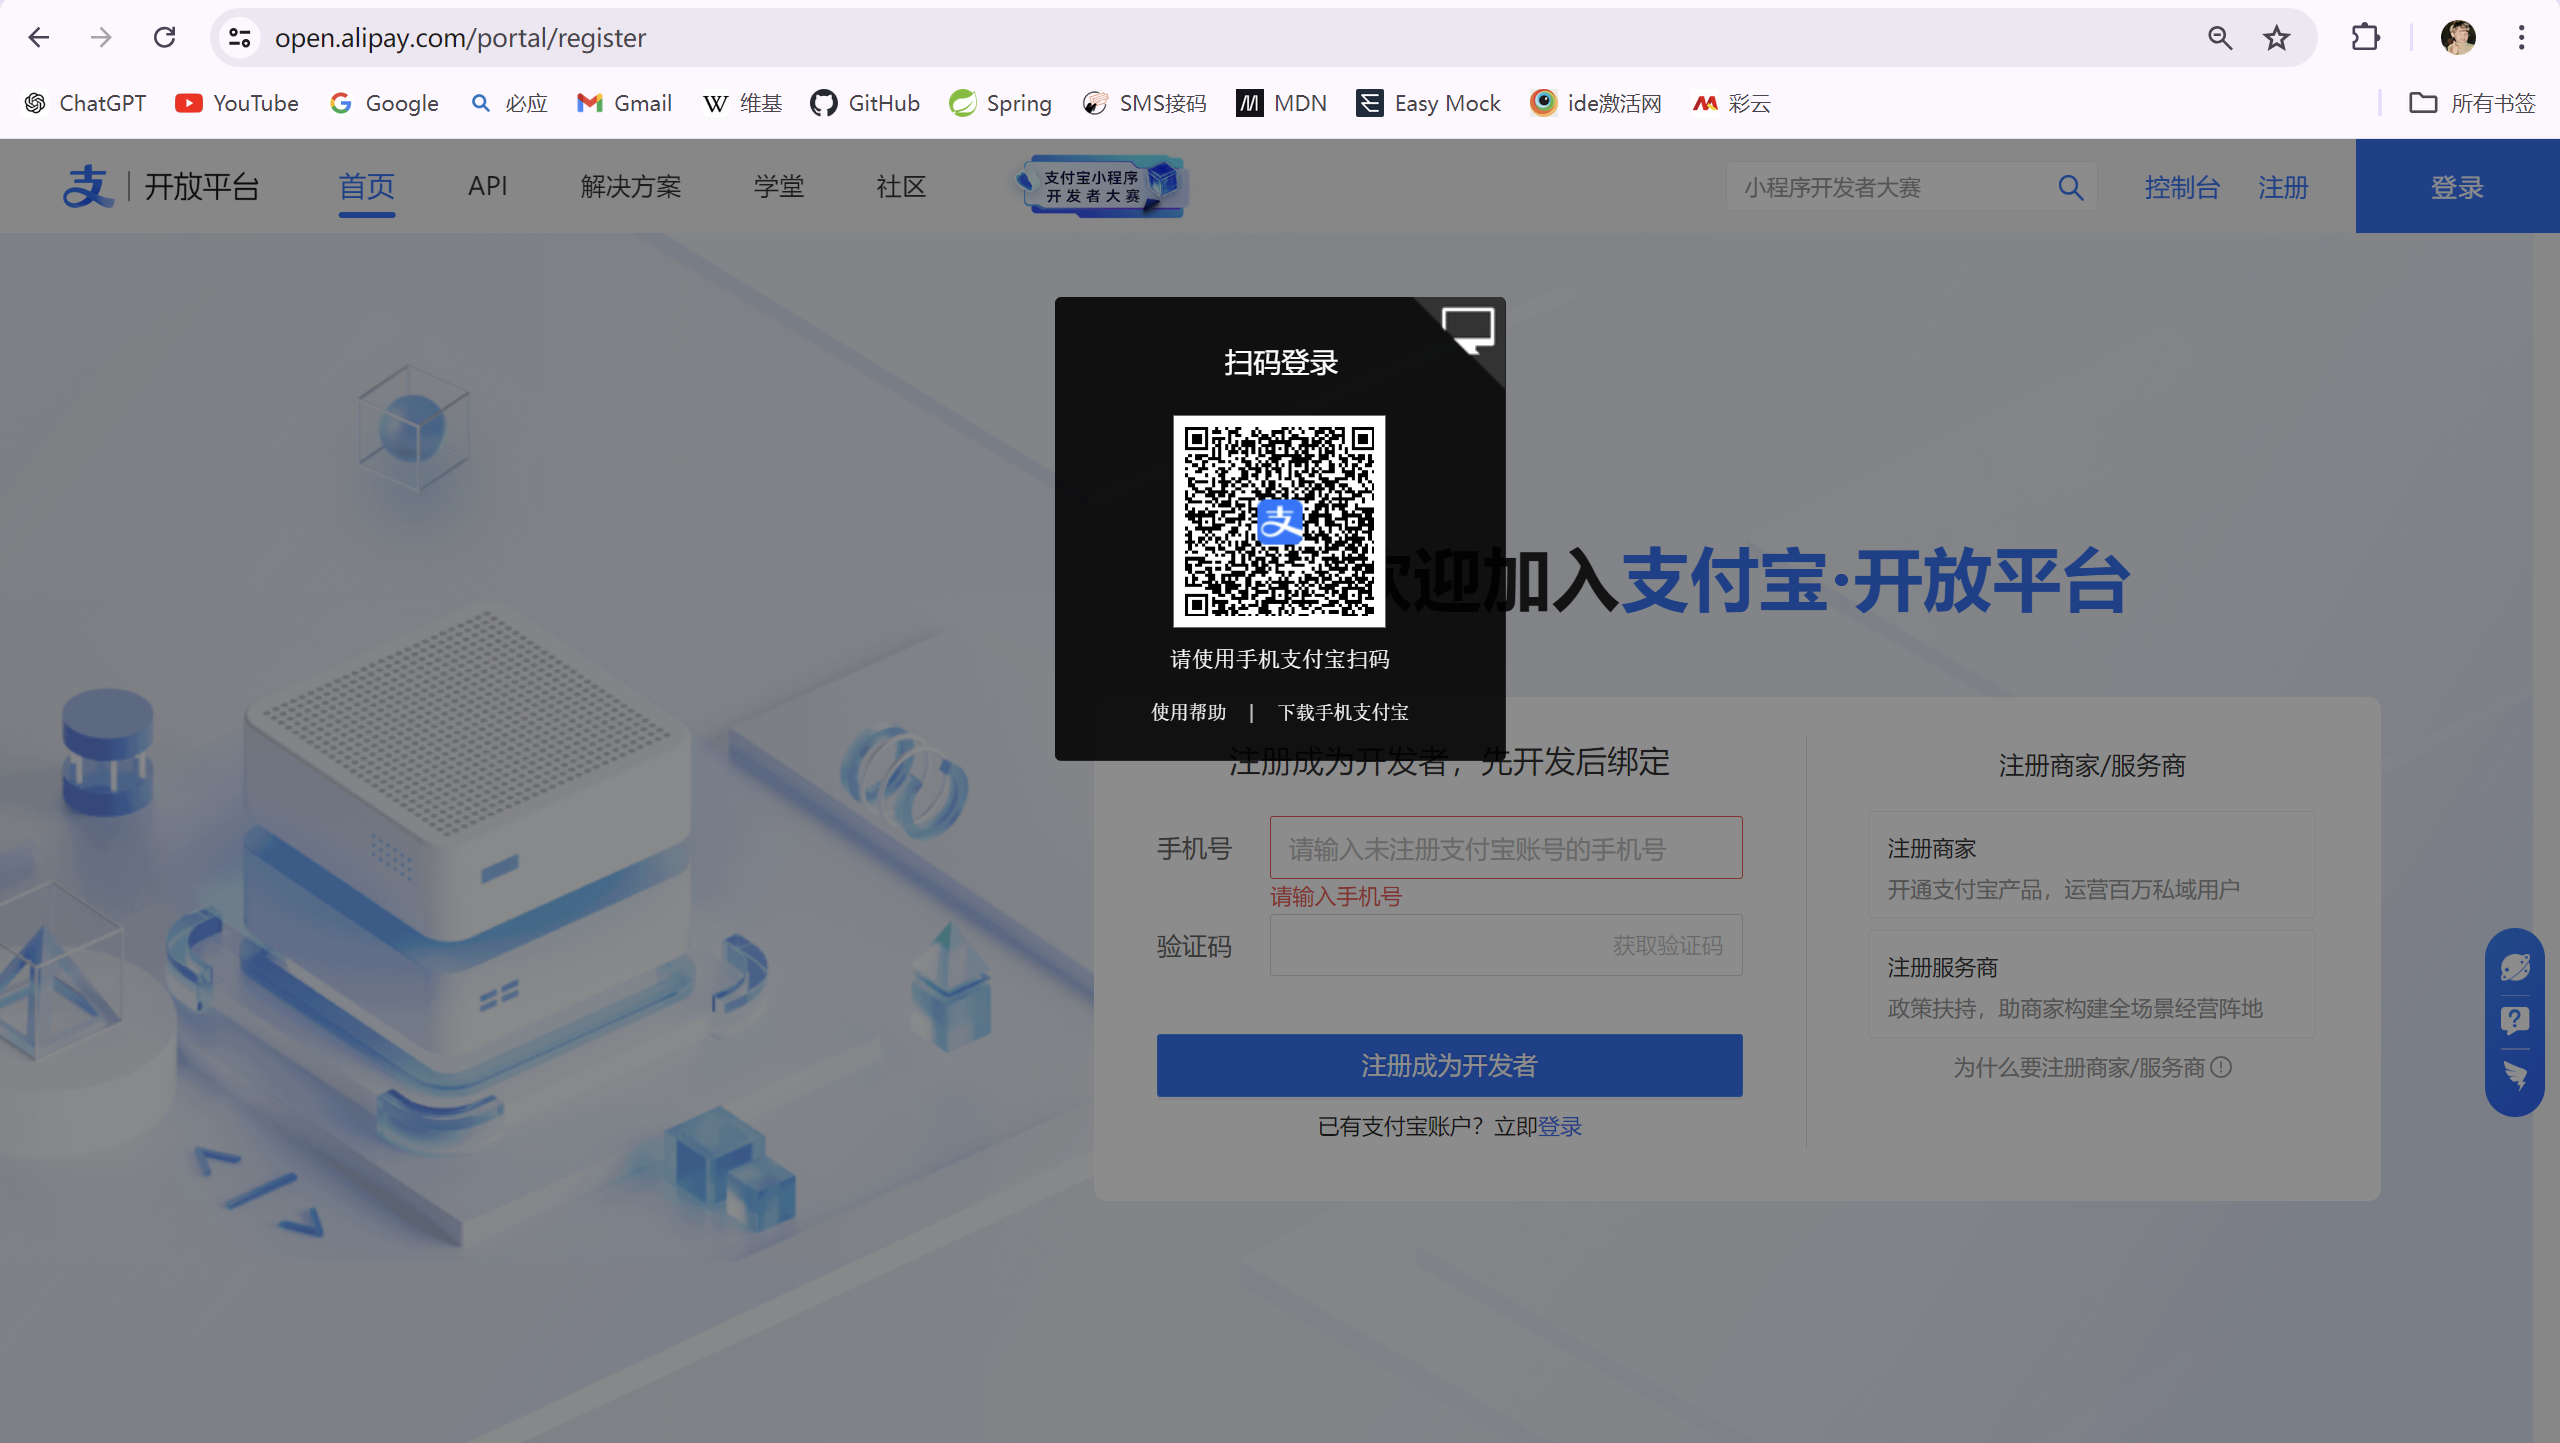 open.alipay.com/portal/register
ChatGPT YouTube Google 必应 Gmail 维基 GitHub Spring SMS接码 MDN Easy Mock ide激活网 彩云 所有书签
支 开放平台 首页 API 解决方案 学堂 社区 支付宝小程序 小程序开发者大赛 控制台 注册 登录
开发者大赛
扫码登录
支
请使用手机支付宝扫码
使用帮助 | 下载手机支付宝
迎加入支付宝·开放平台
注册成为开发者，先开发后绑定
手机号 请输入未注册支付宝账号的手机号
请输入手机号
验证码 获取验证码
注册成为开发者
已有支付宝账户？立即登录
注册商家/服务商
注册商家
开通支付宝产品，运营百万私域用户
注册服务商
政策扶持，助商家构建全场景经营阵地
为什么要注册商家/服务商